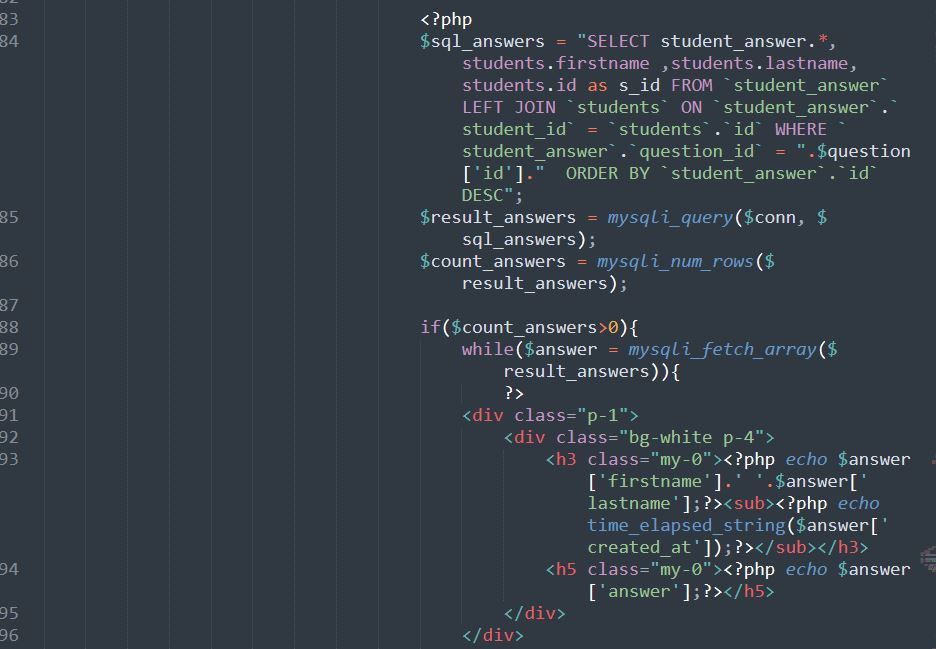 83 <?php
84 $sql_answers = "SELECT student_answer.*,
students.firstname ,students.lastname,
students.id as s_id FROM `student_answer`
LEFT JOIN `students` ON `student_answer`.`
student_id` = `students`.`id` WHERE `
student_answer`.`question_id` = ".$question
['id']."  ORDER BY `student_answer`.`id`
DESC";
85 $result_answers = mysqli_query($conn, $
sql_answers);
86 $count_answers = mysqli_num_rows($
result_answers);
87
88 if($count_answers>0){
89 while($answer = mysqli_fetch_array($
result_answers)){
90 ?>
91 <div class="p-1">
92 <div class="bg-white p-4">
93 <h3 class="my-0"><?php echo $answer
['firstname'].' '.$answer['
lastname'];?><sub><?php echo
time_elapsed_string($answer['
created_at']);?></sub></h3>
94 <h5 class="my-0"><?php echo $answer
['answer'];?></h5>
95 </div>
96 </div>